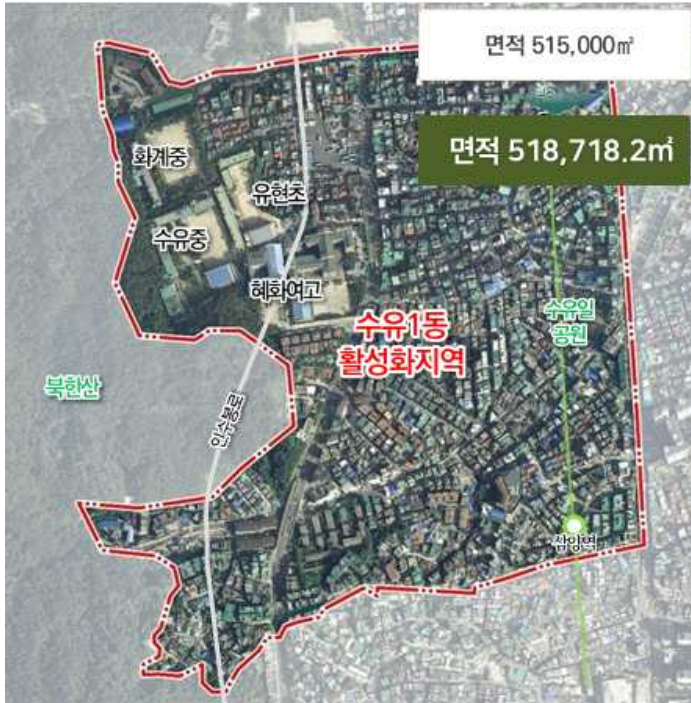 면적 515,000㎡
면적 518,718.2㎡
화계중
유현초
수유중
혜화여고
수유1동
활성화지역
수유일
공원
북한산
인수봉로
삼양역